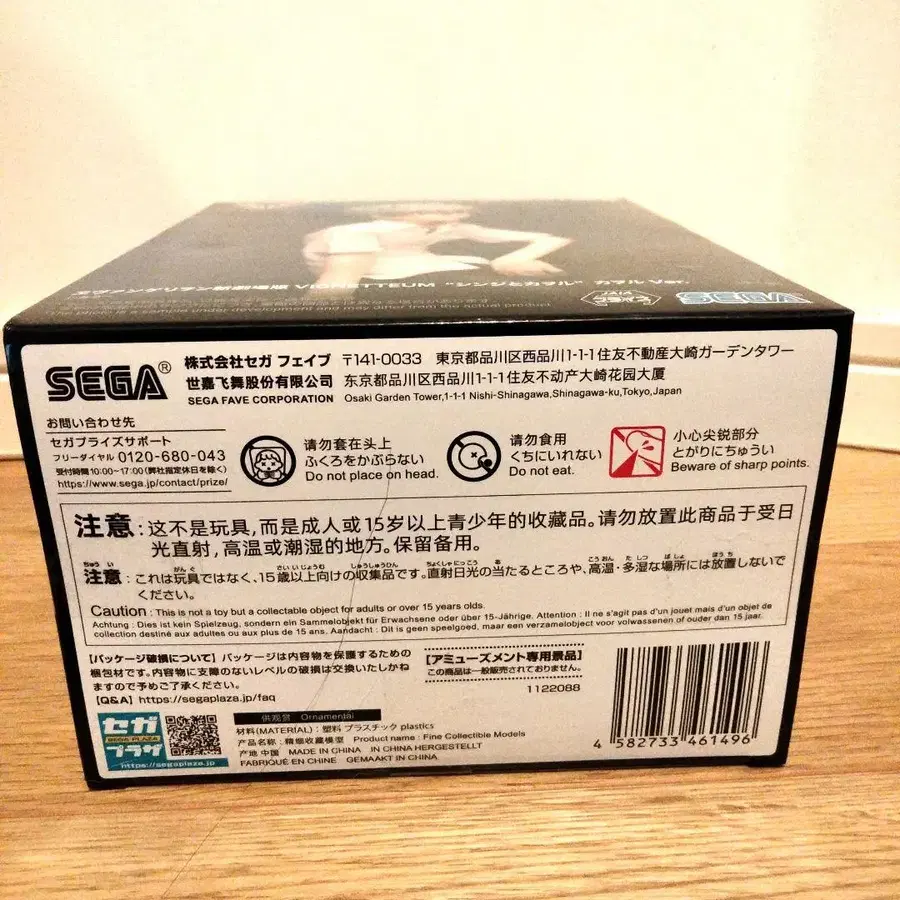 エヴァンゲリヲン新劇場版 VIGNETTEUM "シンジとカヲル" カヲル Ver.
SEGA
SEGA®
株式会社セガ フェイブ 〒141-0033 東京都品川区西品川1-1-1住友不動産大崎ガーデンタワー
世嘉飞舞股份有限公司 东京都品川区西品川1-1-1住友不动产大崎花园大厦
SEGA FAVE CORPORATION Osaki Garden Tower,1-1-1 Nishi-Shinagawa,Shinagawa-ku,Tokyo,Japan
お問い合わせ先
セガプライズサポート
フリーダイヤル 0120-680-043
受付時間10:00~17:00(弊社指定休日を除く)
https://www.sega.jp/contact/prize/
请勿套在头上
ふくろをかぶらない
Do not place on head.
请勿食用
くちにいれない
Do not eat.
小心尖锐部分
とがりにちゅうい
Beware of sharp points.
注意:这不是玩具,而是成人或15岁以上青少年的收藏品。请勿放置此商品于受日
光直射,高温或潮湿的地方。保留备用。
注意:これは玩具ではなく、15歳以上向けの収集品です。直射日光の当たるところや、高温・多湿な場所には放置しないで
ください。
Caution : This is not a toy but a collectable object for adults or over 15 years olds.
Achtung : Dies ist kein Spielzeug, sondern ein Sammelobjekt für Erwachsene oder über 15-Jährige. Attention : Il ne s'agit pas d'un jouet mais d'un objet de
collection destiné aux adultes ou aux plus de 15 ans. Aandacht : Dit is geen speelgoed, maar een verzamelobject voor volwassenen of ouder dan 15 jaar.
【パッケージ破損について】パッケージは内容物を保護するための
梱包材です。内容物に支障のないレベルの破損は交換いたしかね
ますので予めご了承ください。
【Q&A】https://segaplaza.jp/faq
【アミューズメント専用景品】
この商品は一般販売されておりません。
1122088
セガ
SEGA PLAZA
プラザ
https://segaplaza.jp
供观赏 Ornamental
材料(MATERIAL):塑料 プラスチック plastics
产品名称:精细收藏模型 Product name : Fine Collectible Models
产地中国 MADE IN CHINA IN CHINA HERGESTELLT
FABRIQUÉ EN CHINE GEMAAKT IN CHINA
4 582733 461496